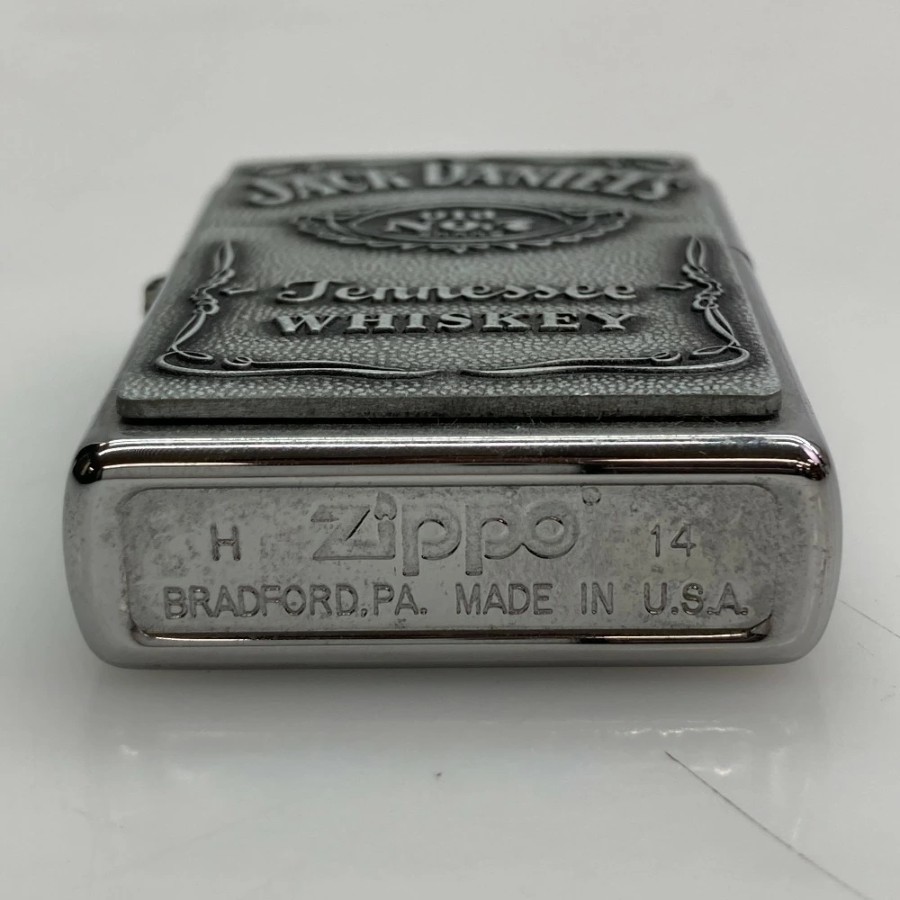 JACK DANIEL'S
Old
No. 7
Tennessee
WHISKEY
H Zippo 14
BRADFORD, PA. MADE IN U.S.A.